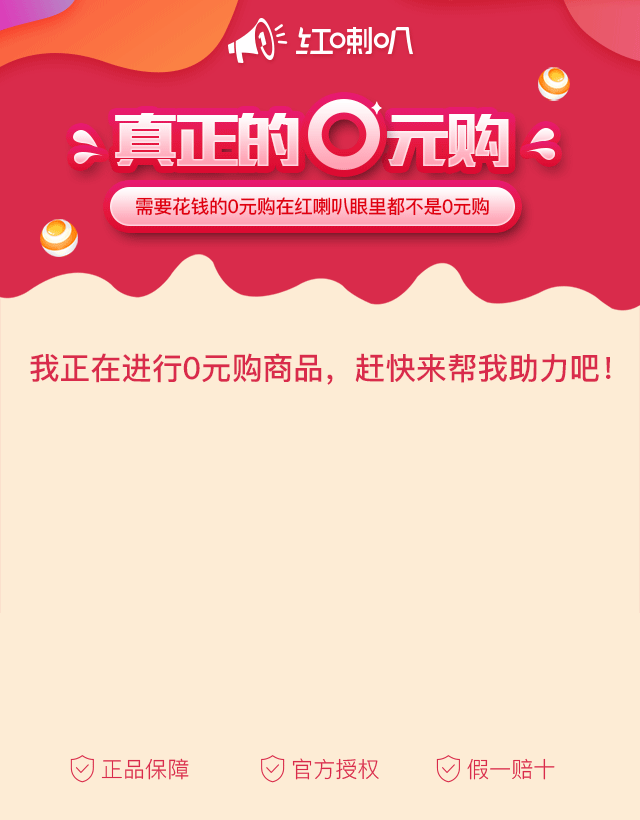 红喇叭
真正的0元购
需要花钱的0元购在红喇叭眼里都不是0元购
我正在进行0元购商品，赶快来帮我助力吧！
正品保障 官方授权 假一赔十